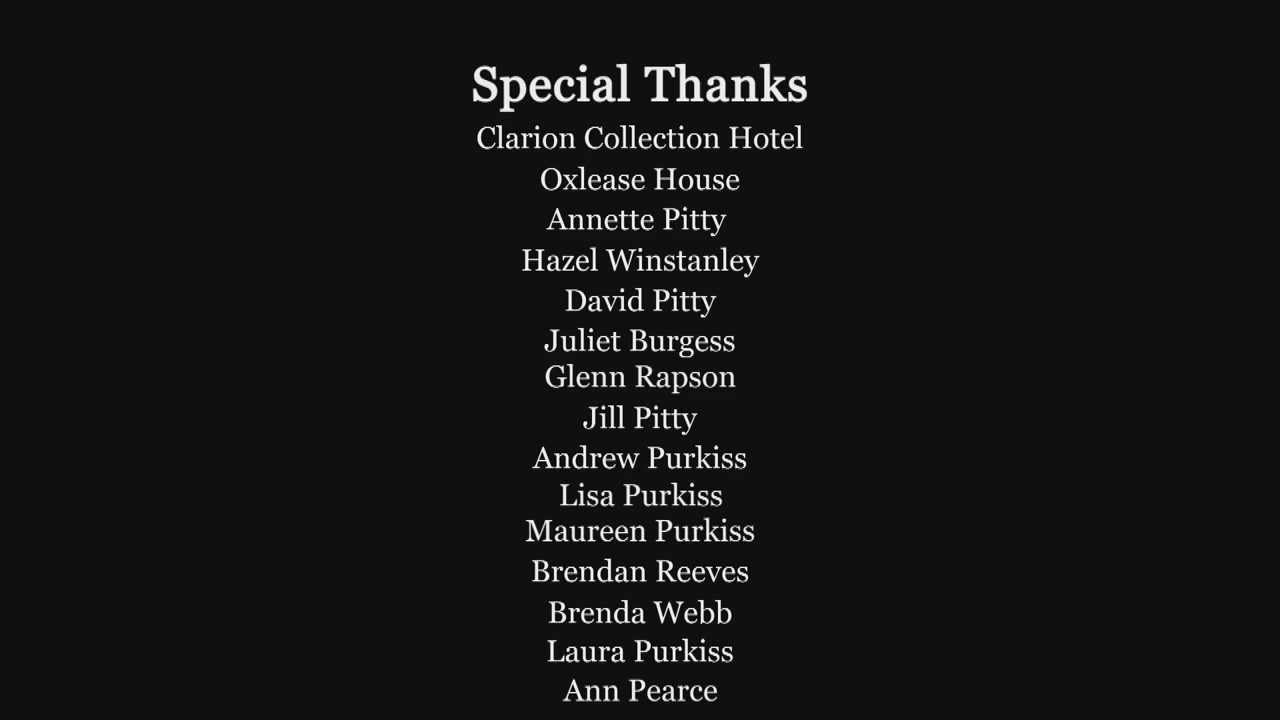 Special Thanks
Clarion Collection Hotel
Oxlease House
Annette Pitty
Hazel Winstanley
David Pitty
Juliet Burgess
Glenn Rapson
Jill Pitty
Andrew Purkiss
Lisa Purkiss
Maureen Purkiss
Brendan Reeves
Brenda Webb
Laura Purkiss
Ann Pearce